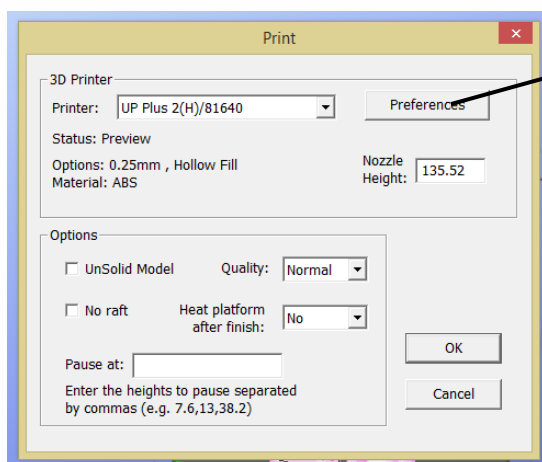 Print
3D Printer
Printer: UP Plus 2(H)/81640
Preferences
Status: Preview
Options: 0.25mm , Hollow Fill
Material: ABS
Nozzle
Height: 135.52
Options
UnSolid Model
Quality: Normal
No raft
Heat platform
after finish: No
Pause at:
Enter the heights to pause separated
by commas (e.g. 7.6,13,38.2)
OK
Cancel